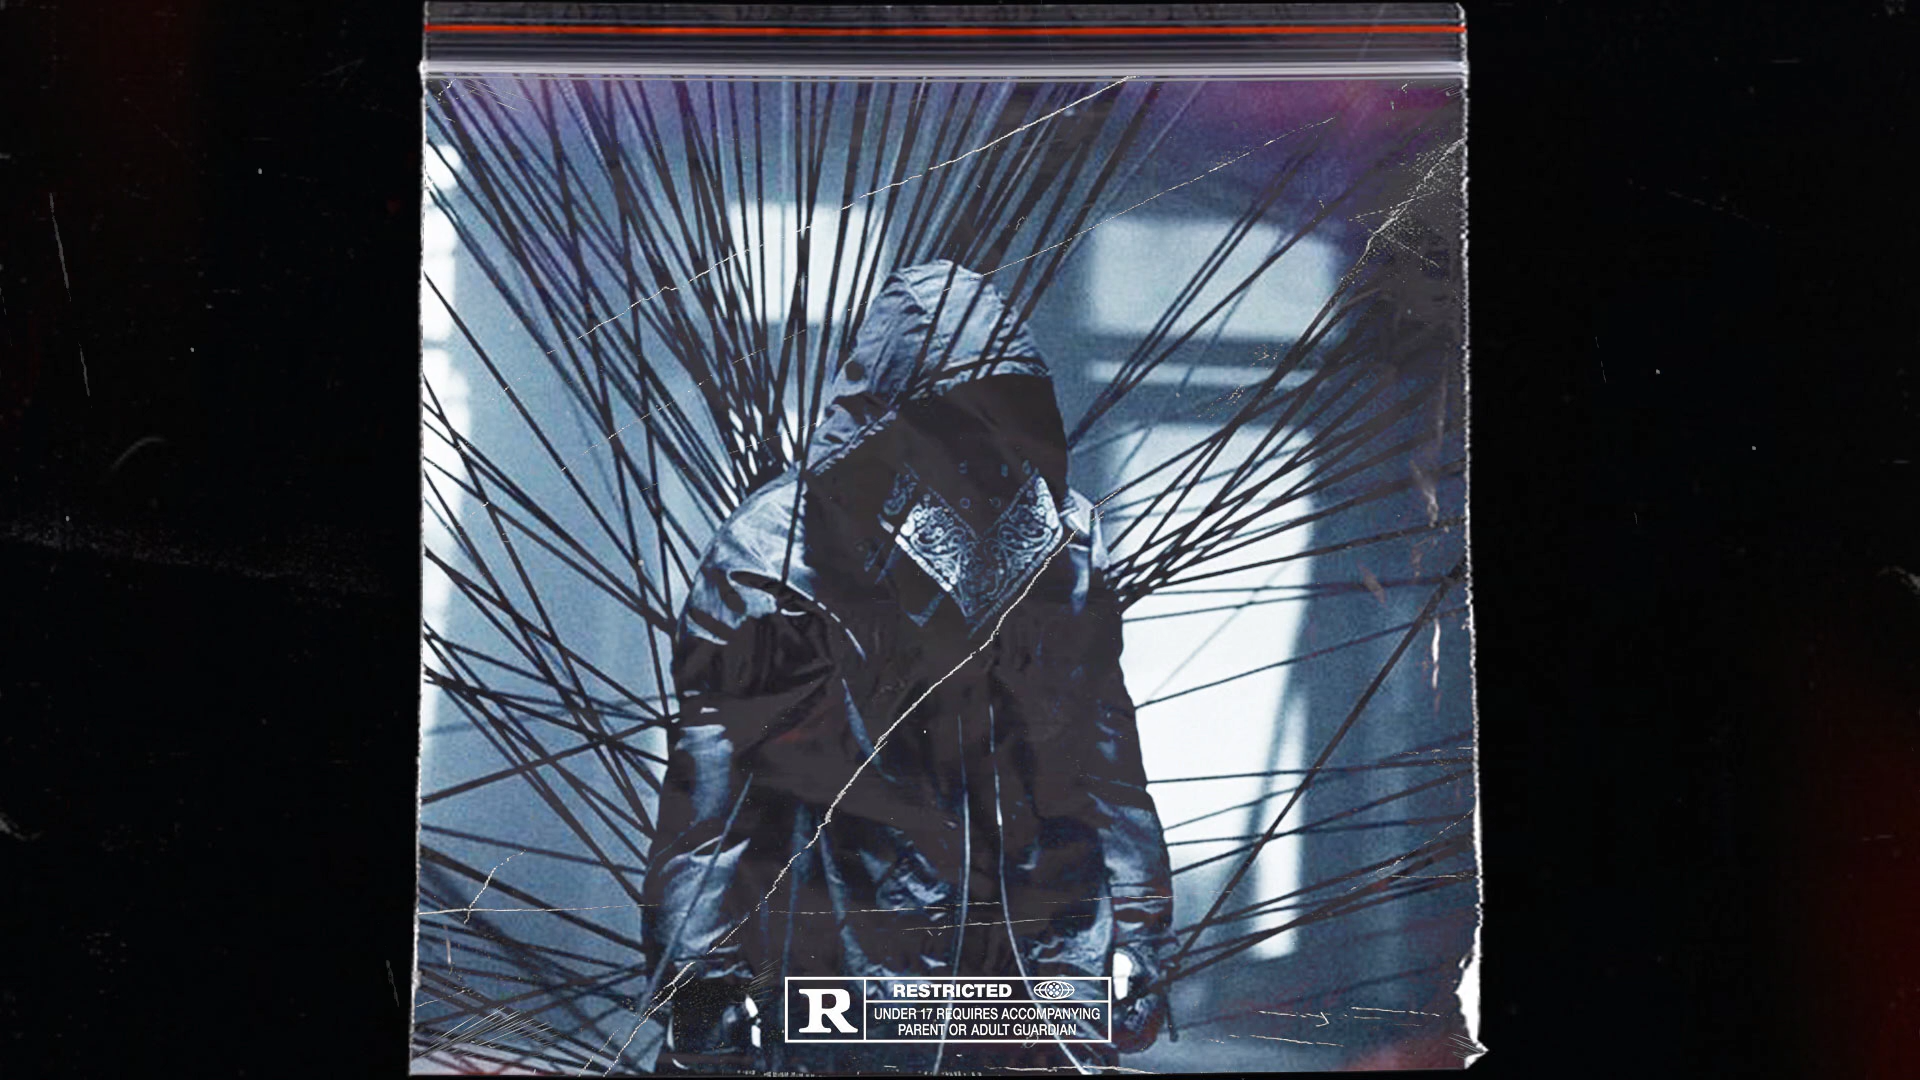 R
RESTRICTED
UNDER 17 REQUIRES ACCOMPANYING
PARENT OR ADULT GUARDIAN